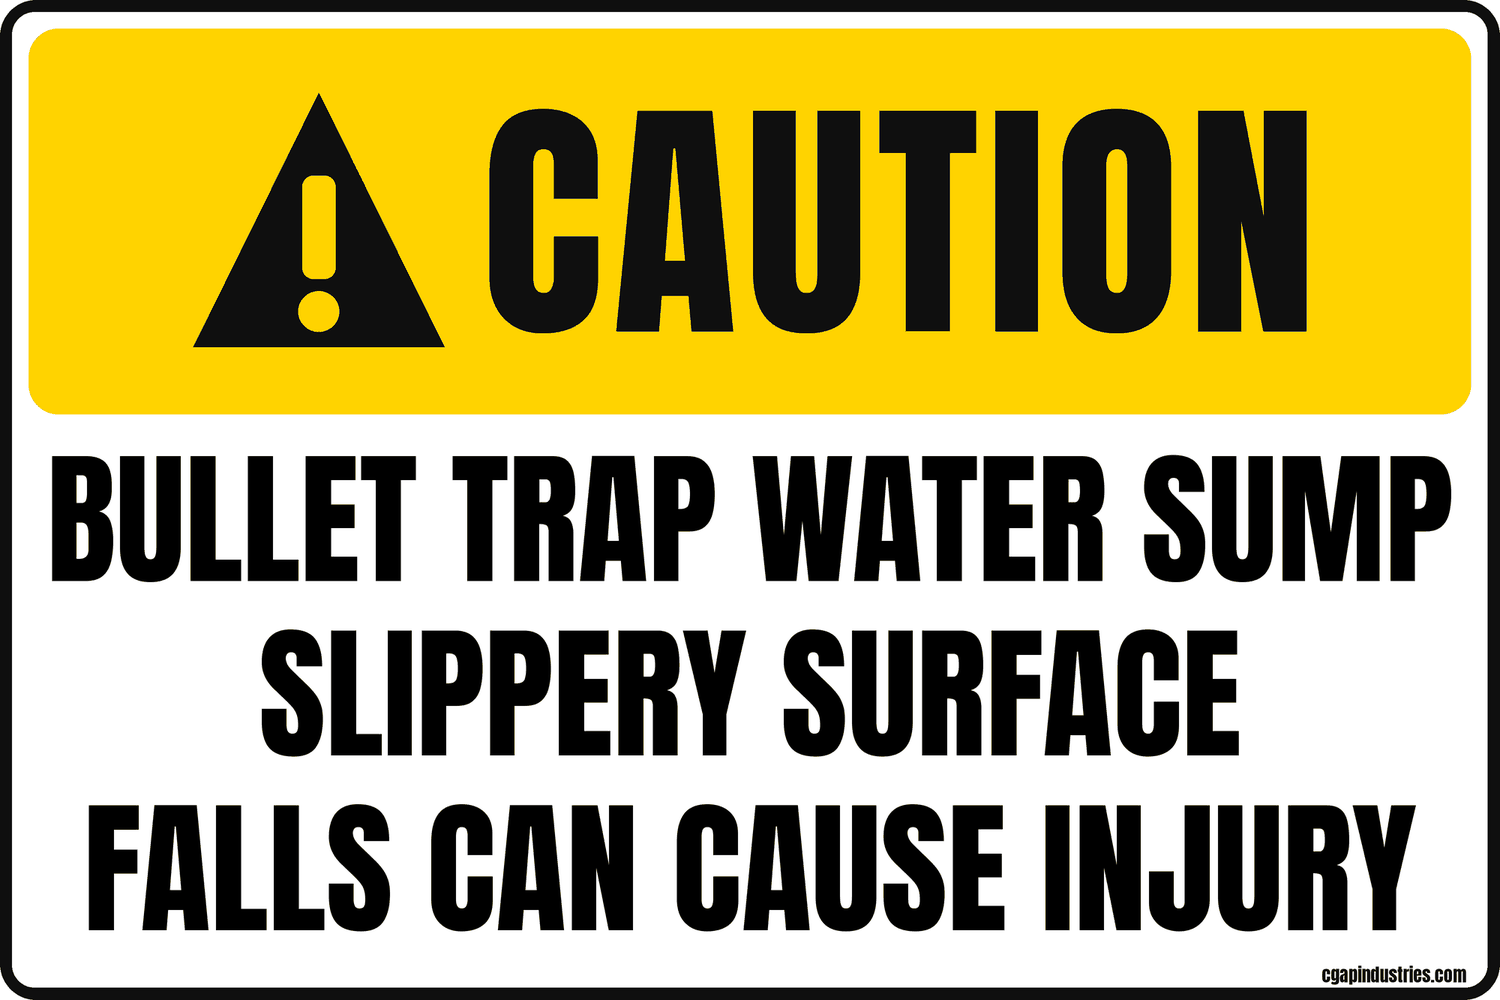 CAUTION
BULLET TRAP WATER SUMP
SLIPPERY SURFACE
FALLS CAN CAUSE INJURY
cgapindustries.com